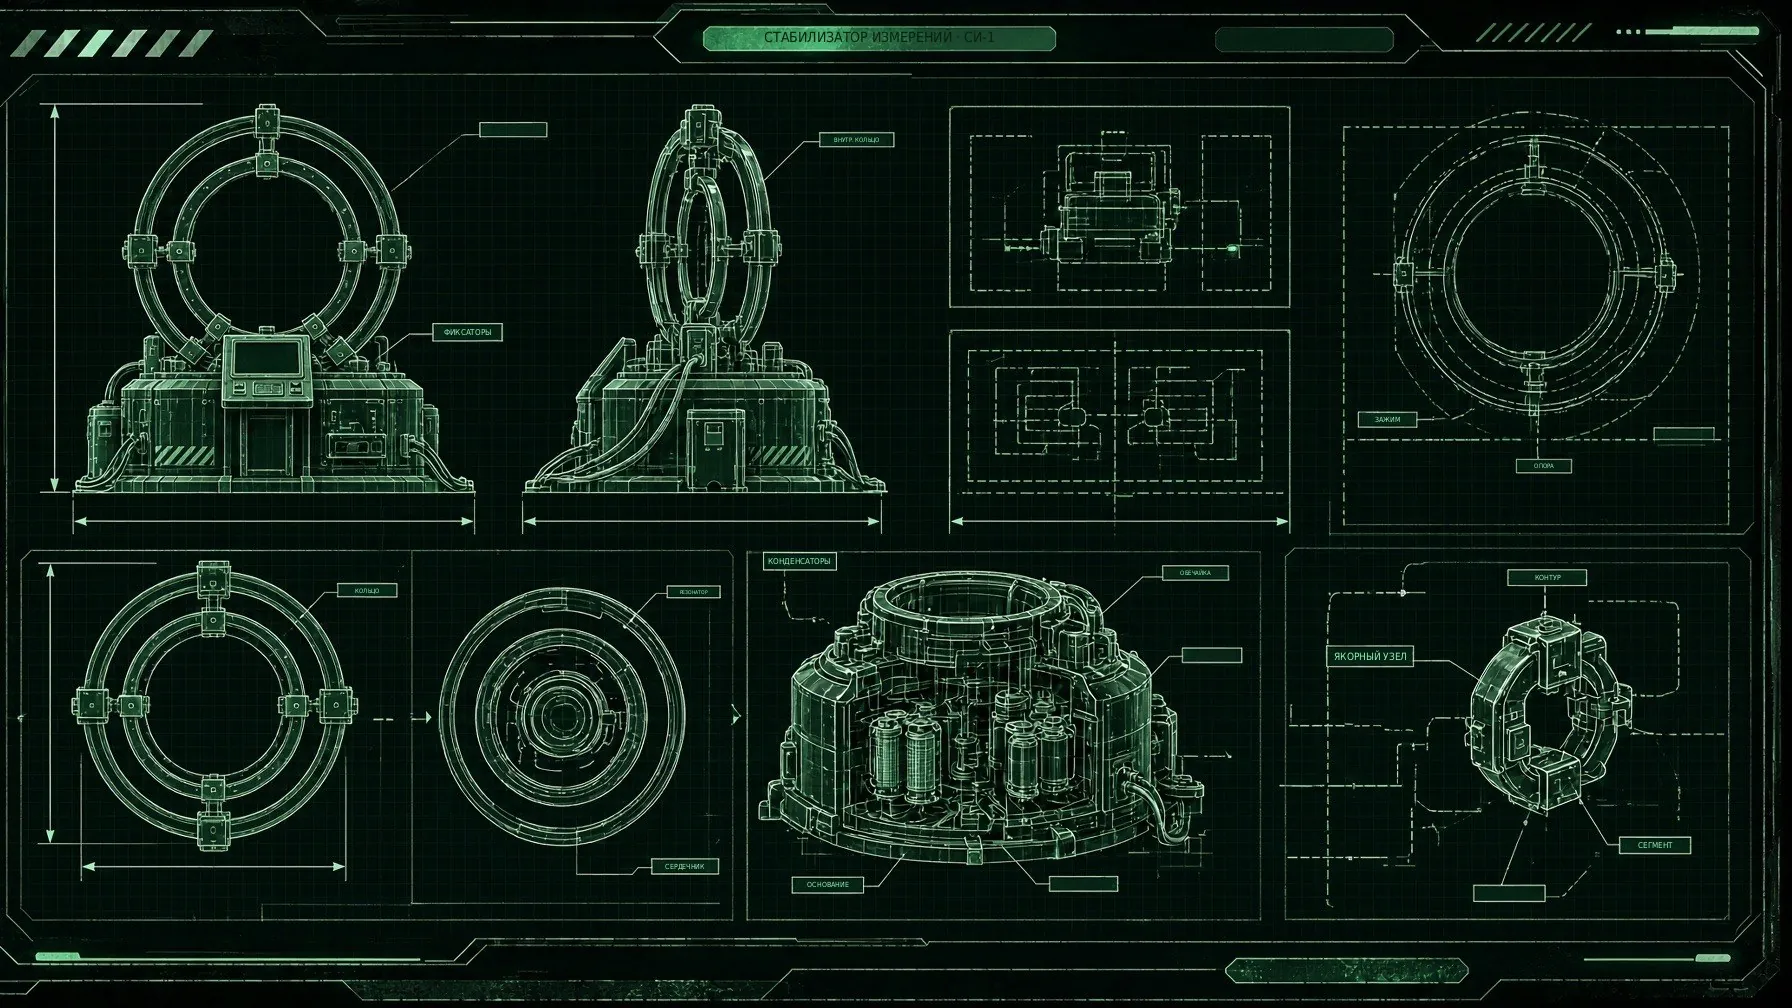 СТАБИЛИЗАТОР ИЗМЕРЕНИЙ · СИ-1
ВНУТР. КОЛЬЦО
ФИКСАТОРЫ
ЗАЖИМ
ОПОРА
КОЛЬЦО
РЕЗОНАТОР
СЕРДЕЧНИК
КОНДЕНСАТОРЫ
ОБЕЧАЙКА
ОСНОВАНИЕ
КОНТУР
ЯКОРНЫЙ УЗЕЛ
СЕГМЕНТ